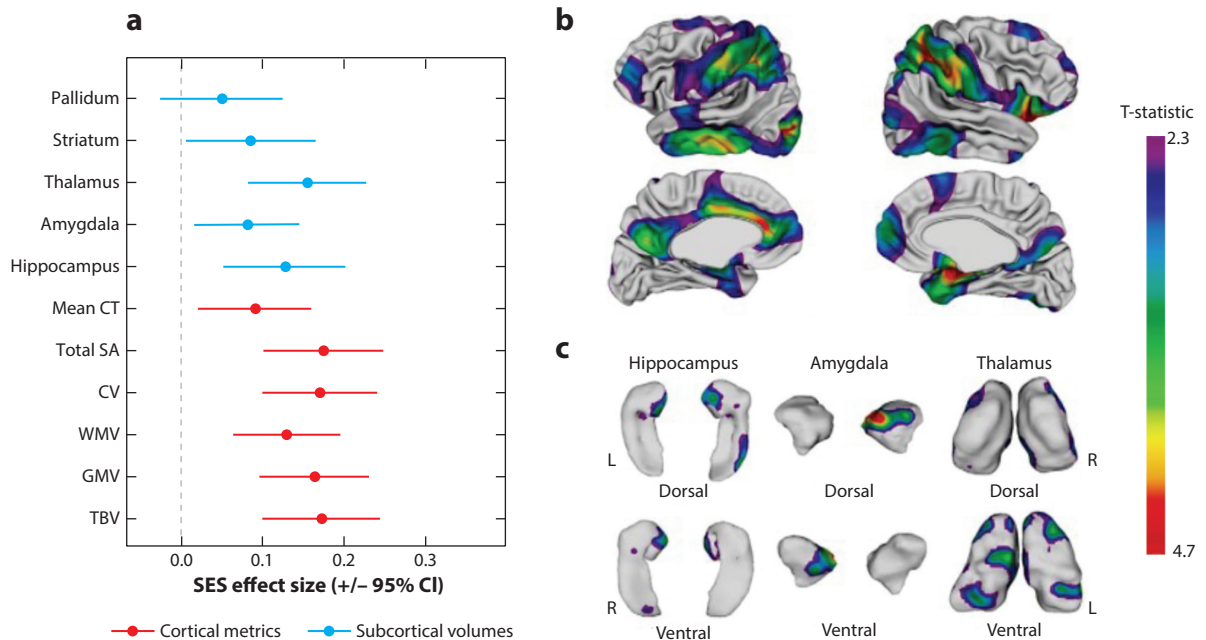 a
Pallidum
Striatum
Thalamus
Amygdala
Hippocampus
Mean CT
Total SA
CV
WMV
GMV
TBV
0.0 0.1 0.2 0.3
SES effect size (+/− 95% CI)
Cortical metrics Subcortical volumes
b
T-statistic
2.3
4.7
c
Hippocampus Amygdala Thalamus
L R
Dorsal Dorsal Dorsal
R L
Ventral Ventral Ventral